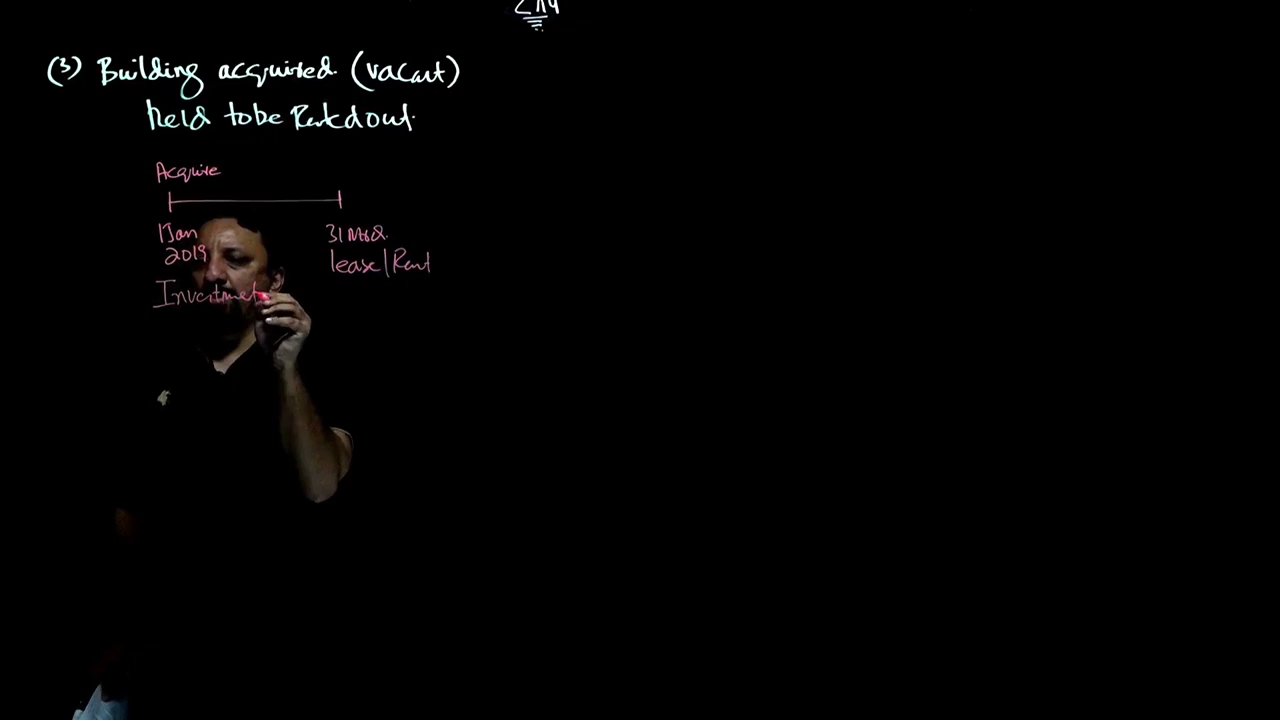 (3) Building acquired. (vacant)
held to be Rented out.
Acquire
1 Jan
31 Mar.
2019
lease/Rent
Investment